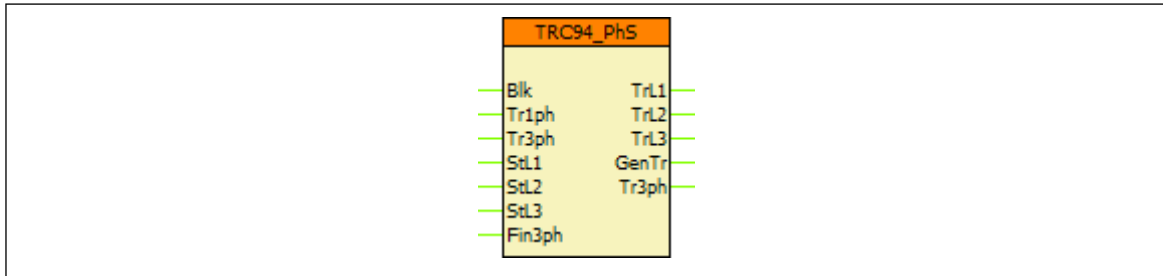 TRC94_PhS
Blk TrL1
Tr1ph TrL2
Tr3ph TrL3
StL1 GenTr
StL2 Tr3ph
StL3
Fin3ph